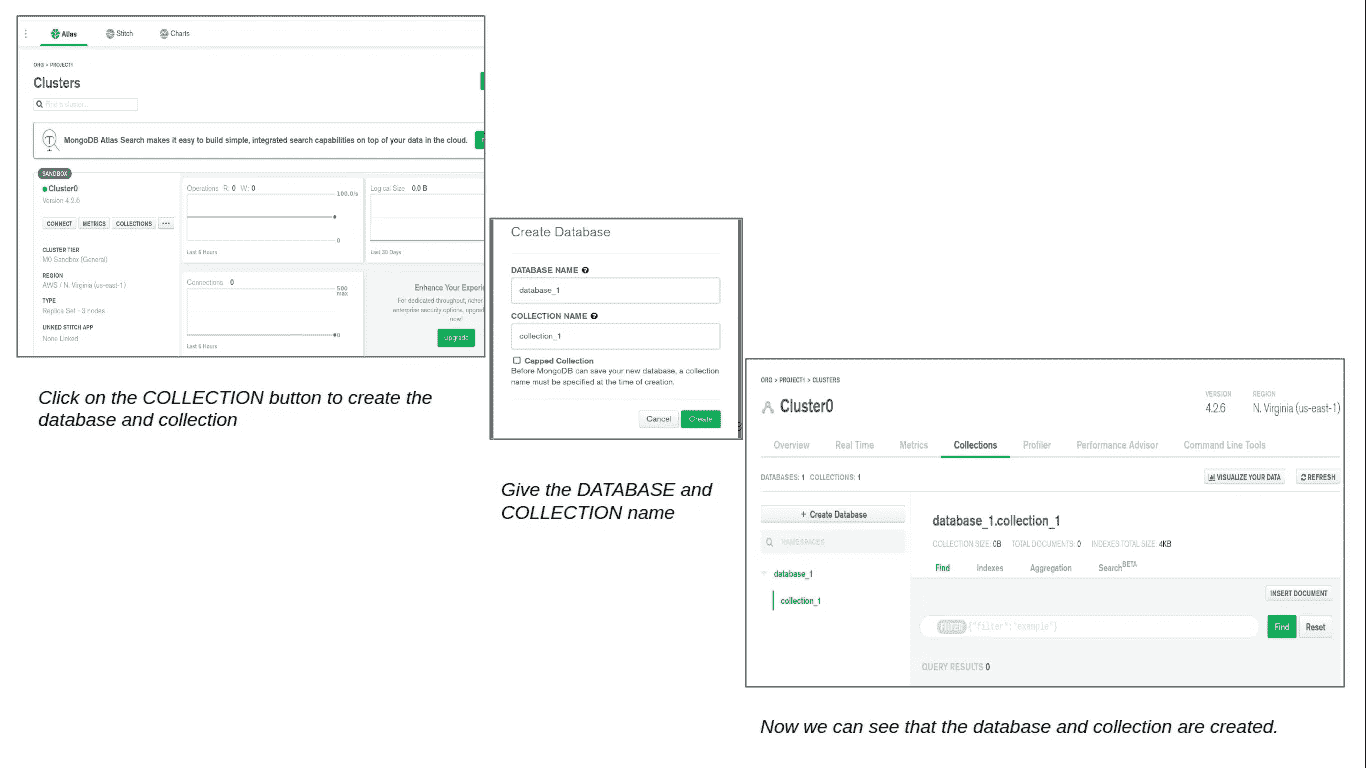 Atlas
Stitch
Charts
ORG > PROJECT1
Clusters
MongoDB Atlas Search makes it easy to build simple, integrated search capabilities on top of your data in the cloud.
SANDBOX
Cluster0
Version 4.2.6
CONNECT METRICS COLLECTIONS ...
CLUSTER TIER
M0 Sandbox (General)
REGION
AWS / N. Virginia (us-east-1)
TYPE
Replica Set - 3 nodes
LINKED STITCH APP
None Linked
Operations R: 0 W: 0
100.0/s
0
Last 6 Hours
Logical Size 0.0 B
Last 30 Days
Connections 0
500
max
0
Last 6 Hours
Enhance Your Experi
For dedicated throughput,
enterprise security options, upgrad
now!
Upgrade
Click on the COLLECTION button to create the
database and collection
Create Database
DATABASE NAME
database_1
COLLECTION NAME
collection_1
Capped Collection
Before MongoDB can save your new database, a collection
name must be specified at the time of creation.
Cancel Create
Give the DATABASE and
COLLECTION name
ORG > PROJECT1 > CLUSTERS
Cluster0
VERSION
4.2.6
REGION
N. Virginia (us-east-1)
Overview Real Time Metrics Collections Profiler Performance Advisor Command Line Tools
DATABASES: 1 COLLECTIONS: 1
VISUALIZE YOUR DATA
REFRESH
+ Create Database
NAMESPACES
database_1
collection_1
database_1.collection_1
COLLECTION SIZE: 0B TOTAL DOCUMENTS: 0 INDEXES TOTAL SIZE: 4KB
Find Indexes Aggregation Search BETA
INSERT DOCUMENT
FILTER {"filter":"example"}
Find Reset
QUERY RESULTS 0
Now we can see that the database and collection are created.